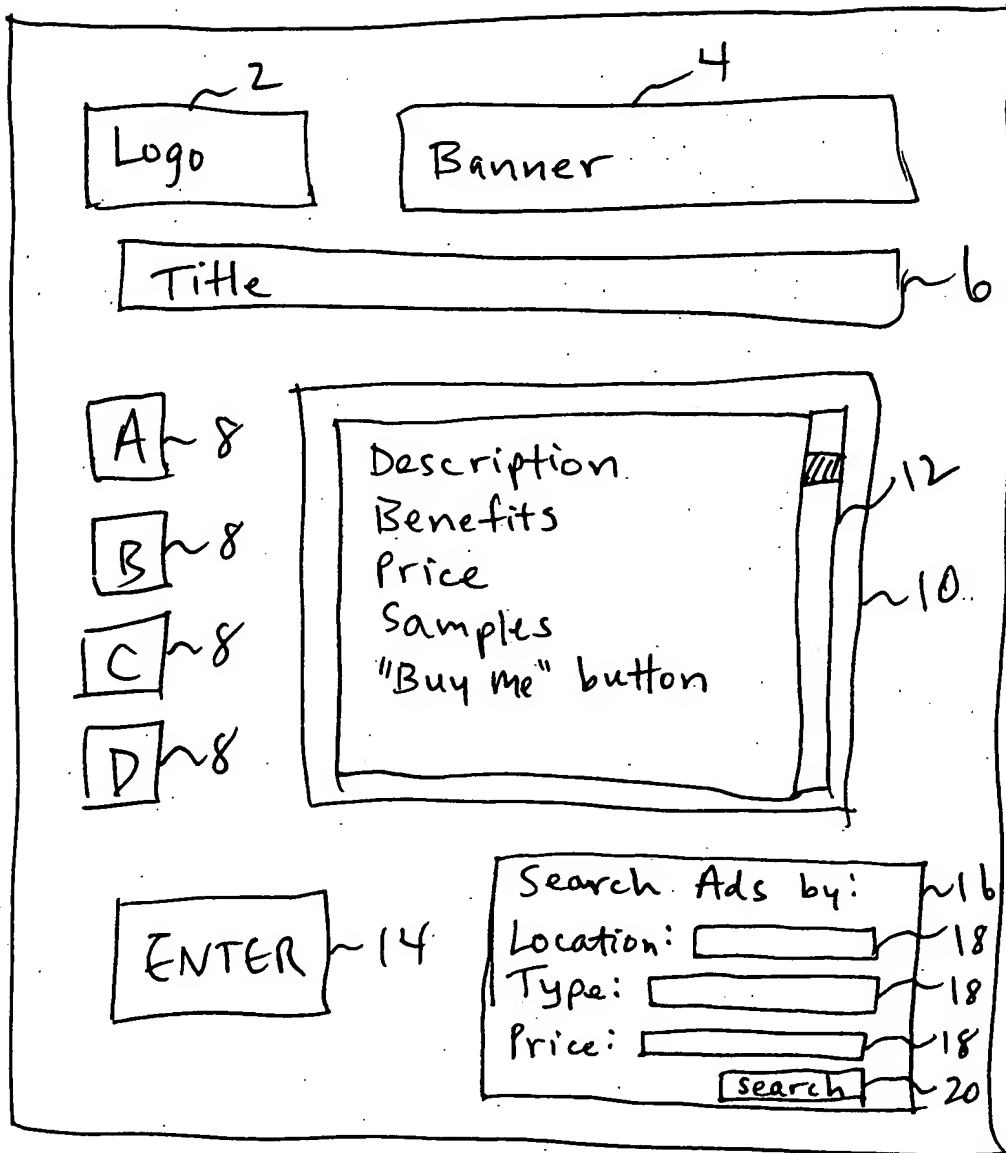 2
4
Logo
Banner
Title
6
A 8
B 8
C 8
D 8
Description
Benefits
Price
Samples
"Buy me" button
12
10
ENTER 14
Search Ads by: 16
Location: 18
Type: 18
Price: 18
search 20